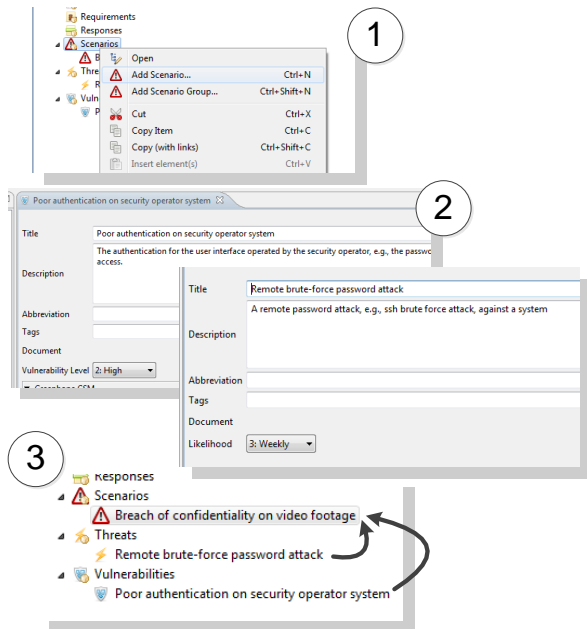 Requirements
Responses
Scenarios
1
B
Open
Add Scenario... Ctrl+N
Thre
Add Scenario Group... Ctrl+Shift+N
R
Vuln
Cut Ctrl+X
P
Copy Item Ctrl+C
Copy (with links) Ctrl+Shift+C
Insert element(s) Ctrl+V
Poor authentication on security operator system
2
Title Poor authentication on security operator system
The authentication for the user interface operated by the security operator, e.g., the passwo
access.
Description
Abbreviation
Tags
Document
Vulnerability Level 2: High
Title Remote brute-force password attack
A remote password attack, e.g., ssh brute force attack, against a system
Description
Abbreviation
Tags
Document
Likelihood 3: Weekly
3
Responses
Scenarios
Breach of confidentiality on video footage
Threats
Remote brute-force password attack
Vulnerabilities
Poor authentication on security operator system